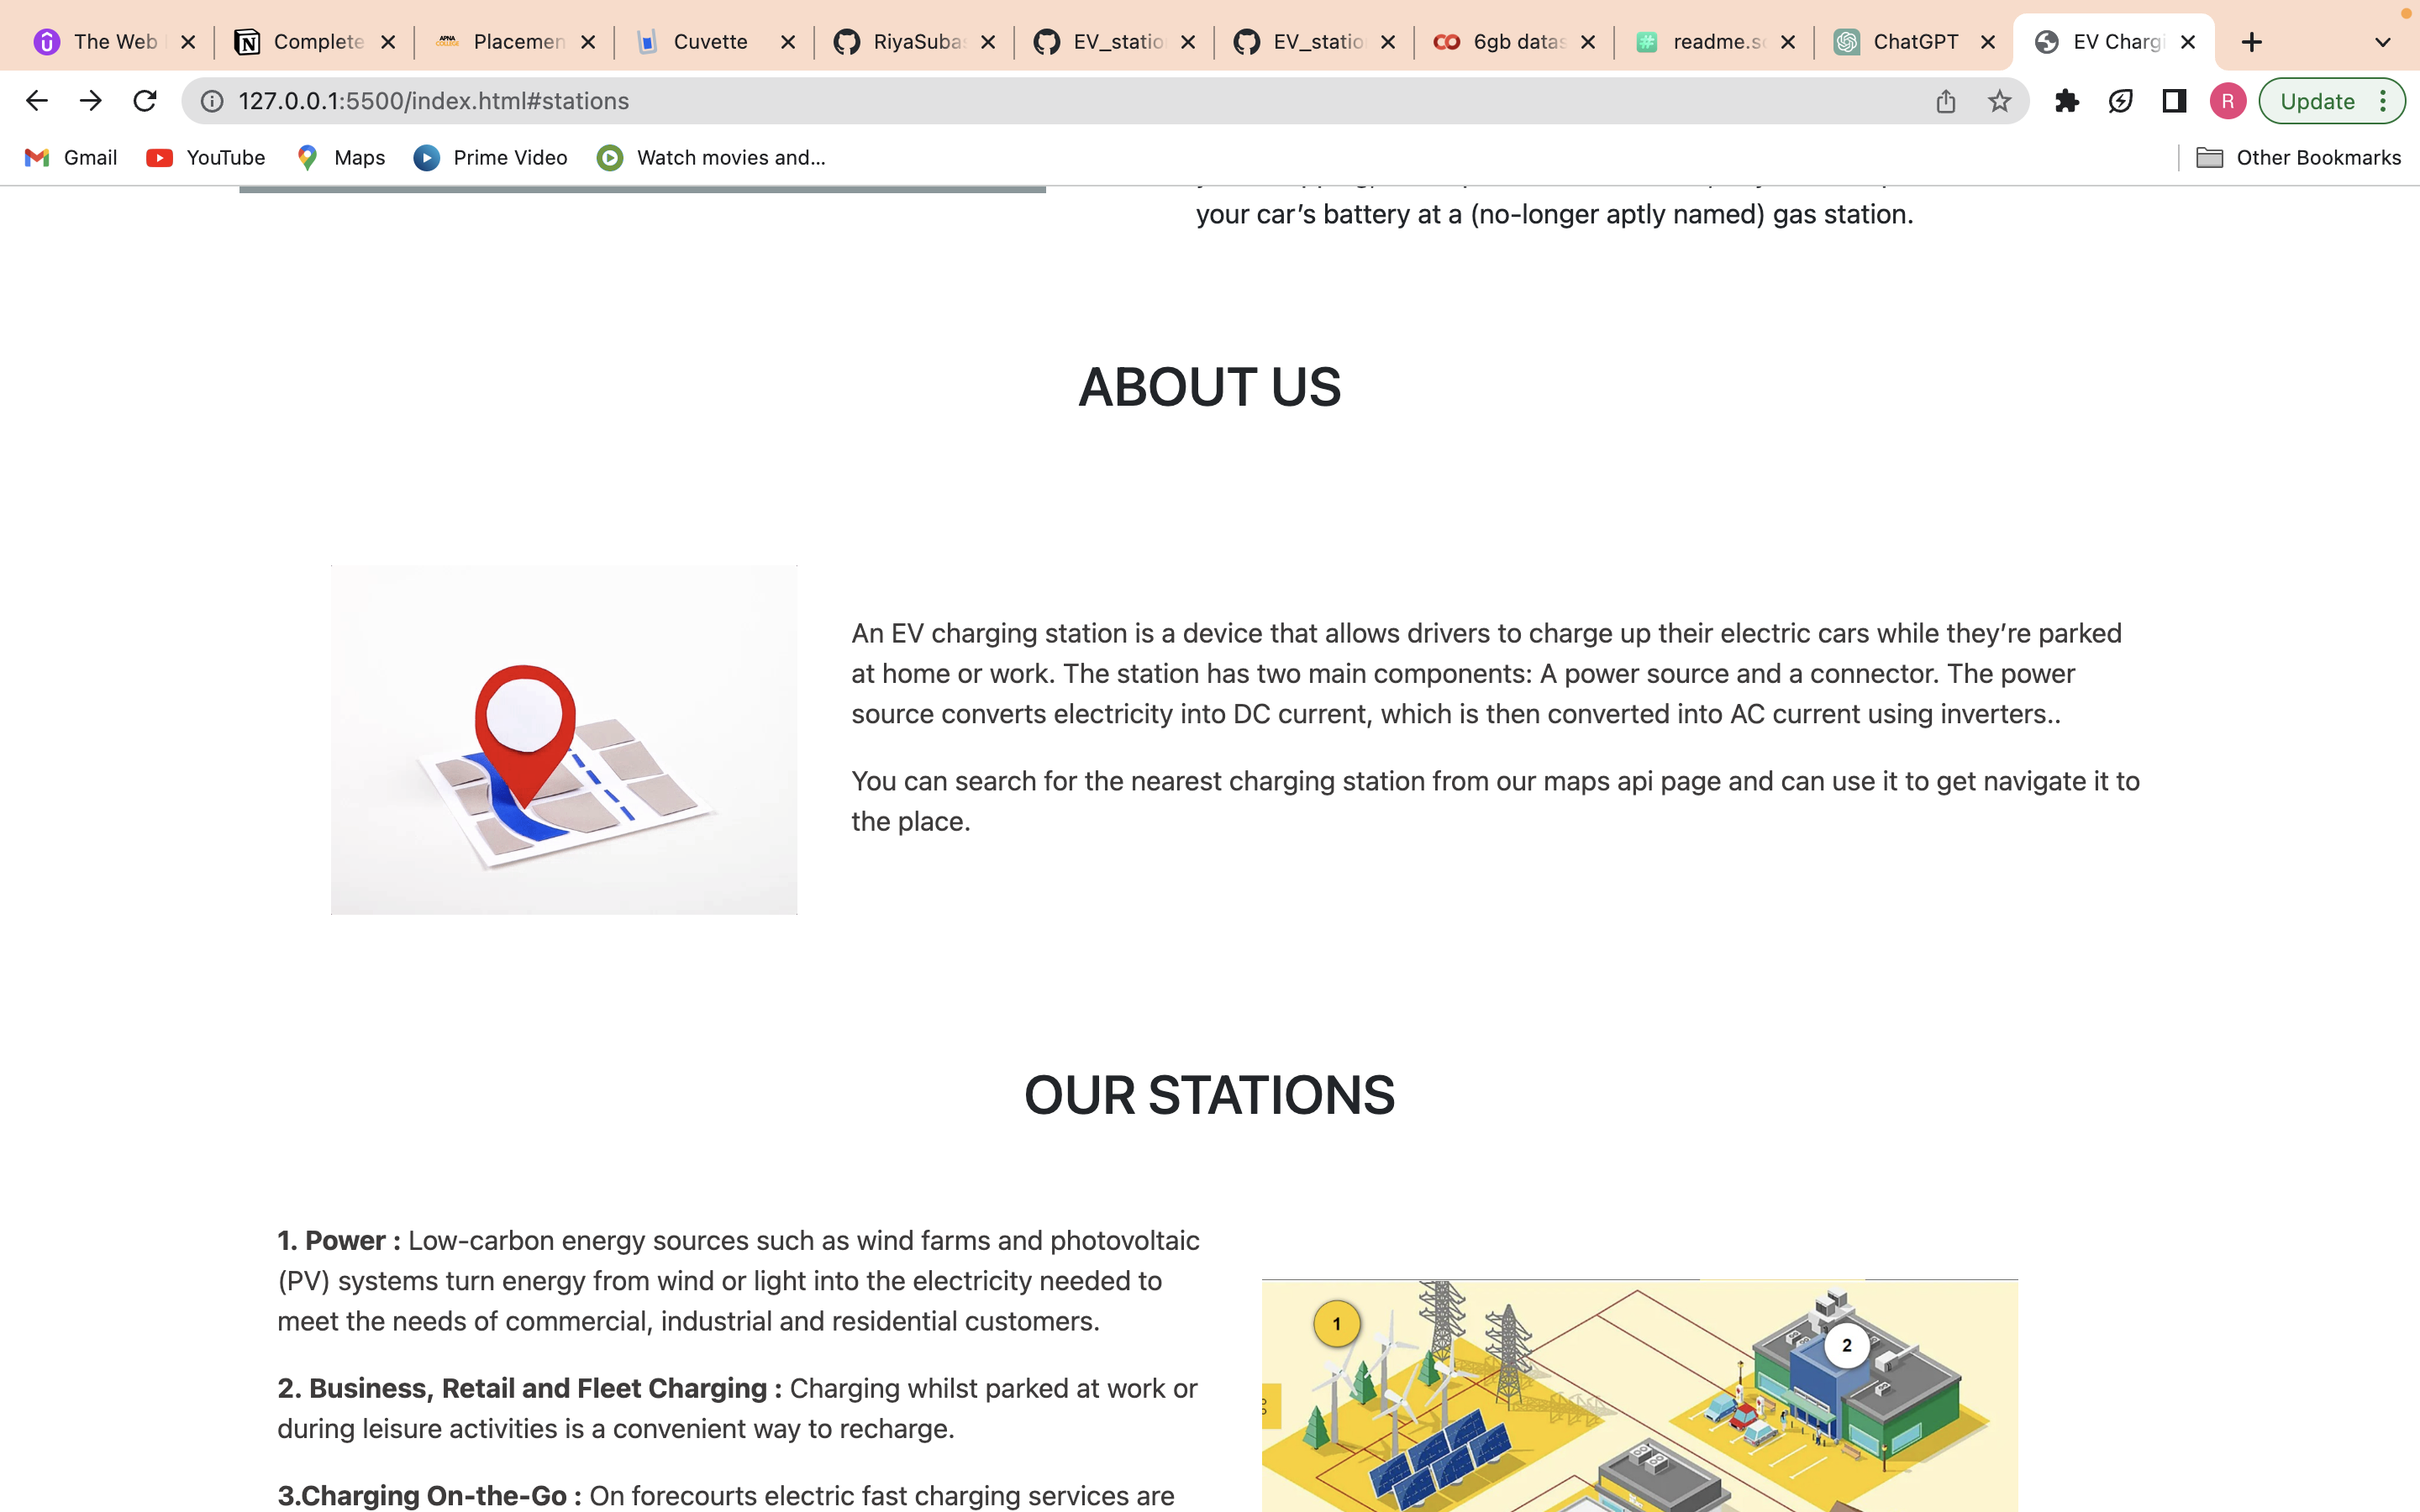 The Web
Complete
Placemen
Cuvette
RiyaSubas
EV_statio
EV_statio
6gb datas
readme.so
ChatGPT
EV Chargi
127.0.0.1:5500/index.html#stations
R
Update
Gmail
YouTube
Maps
Prime Video
Watch movies and...
Other Bookmarks
your car’s battery at a (no-longer aptly named) gas station.
ABOUT US
An EV charging station is a device that allows drivers to charge up their electric cars while they’re parked
at home or work. The station has two main components: A power source and a connector. The power
source converts electricity into DC current, which is then converted into AC current using inverters..
You can search for the nearest charging station from our maps api page and can use it to get navigate it to
the place.
OUR STATIONS
1. Power : Low-carbon energy sources such as wind farms and photovoltaic
(PV) systems turn energy from wind or light into the electricity needed to
meet the needs of commercial, industrial and residential customers.
2. Business, Retail and Fleet Charging : Charging whilst parked at work or
during leisure activities is a convenient way to recharge.
3.Charging On-the-Go : On forecourts electric fast charging services are
1
2